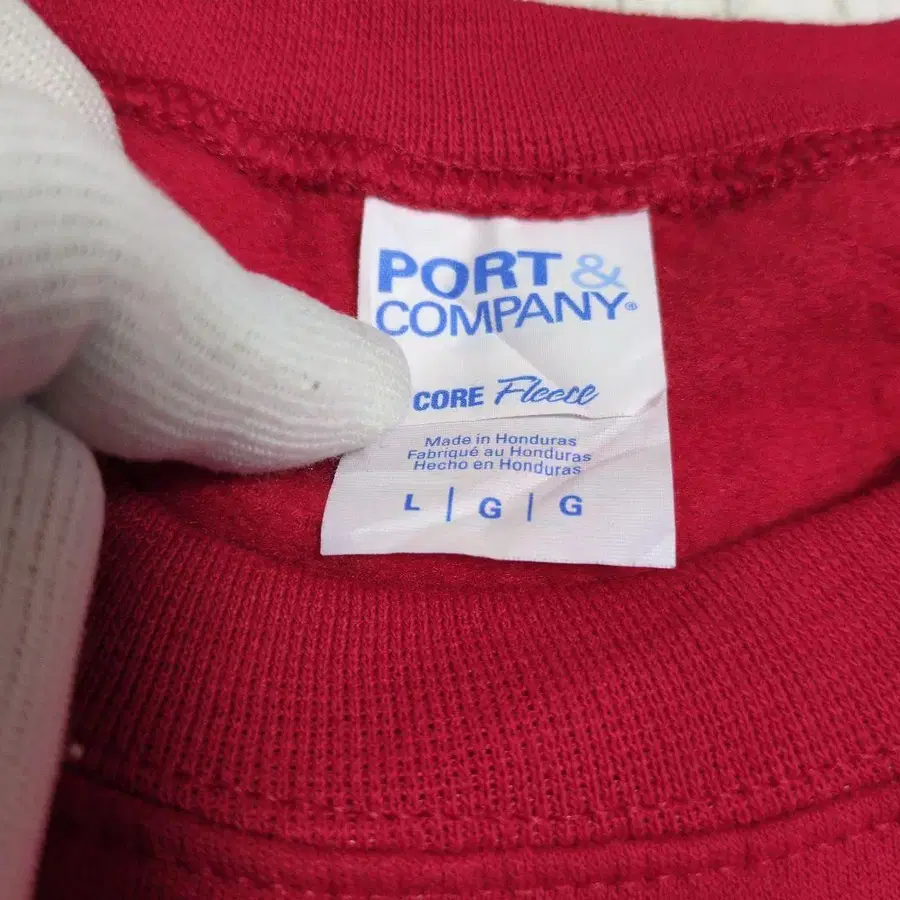 PORT &
COMPANY®
CORE Fleece
Made in Honduras
Fabriqué au Honduras
Hecho en Honduras
L | G | G